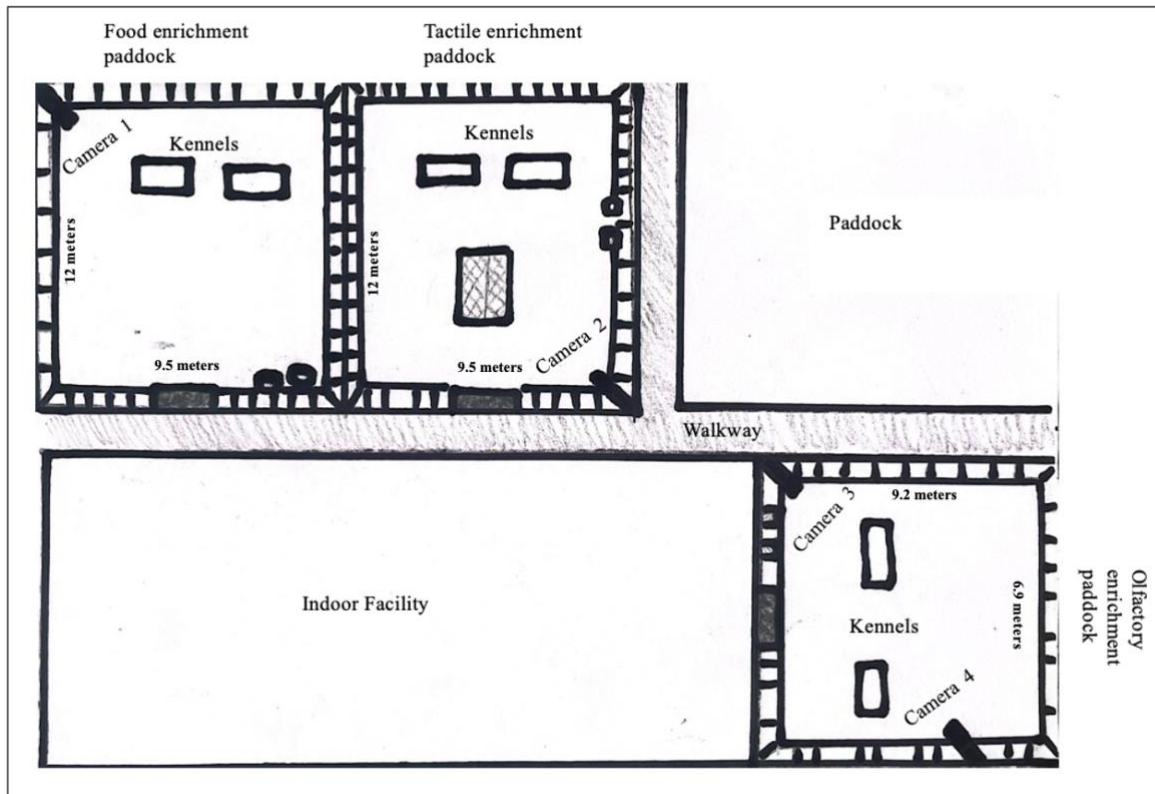 Food enrichment
paddock
Tactile enrichment
paddock
Camera 1
Kennels
12 meters
9.5 meters
Kennels
12 meters
Camera 2
9.5 meters
Paddock
Walkway
Indoor Facility
Camera 3
9.2 meters
6.9 meters
Kennels
Camera 4
Olfactory
enrichment
paddock